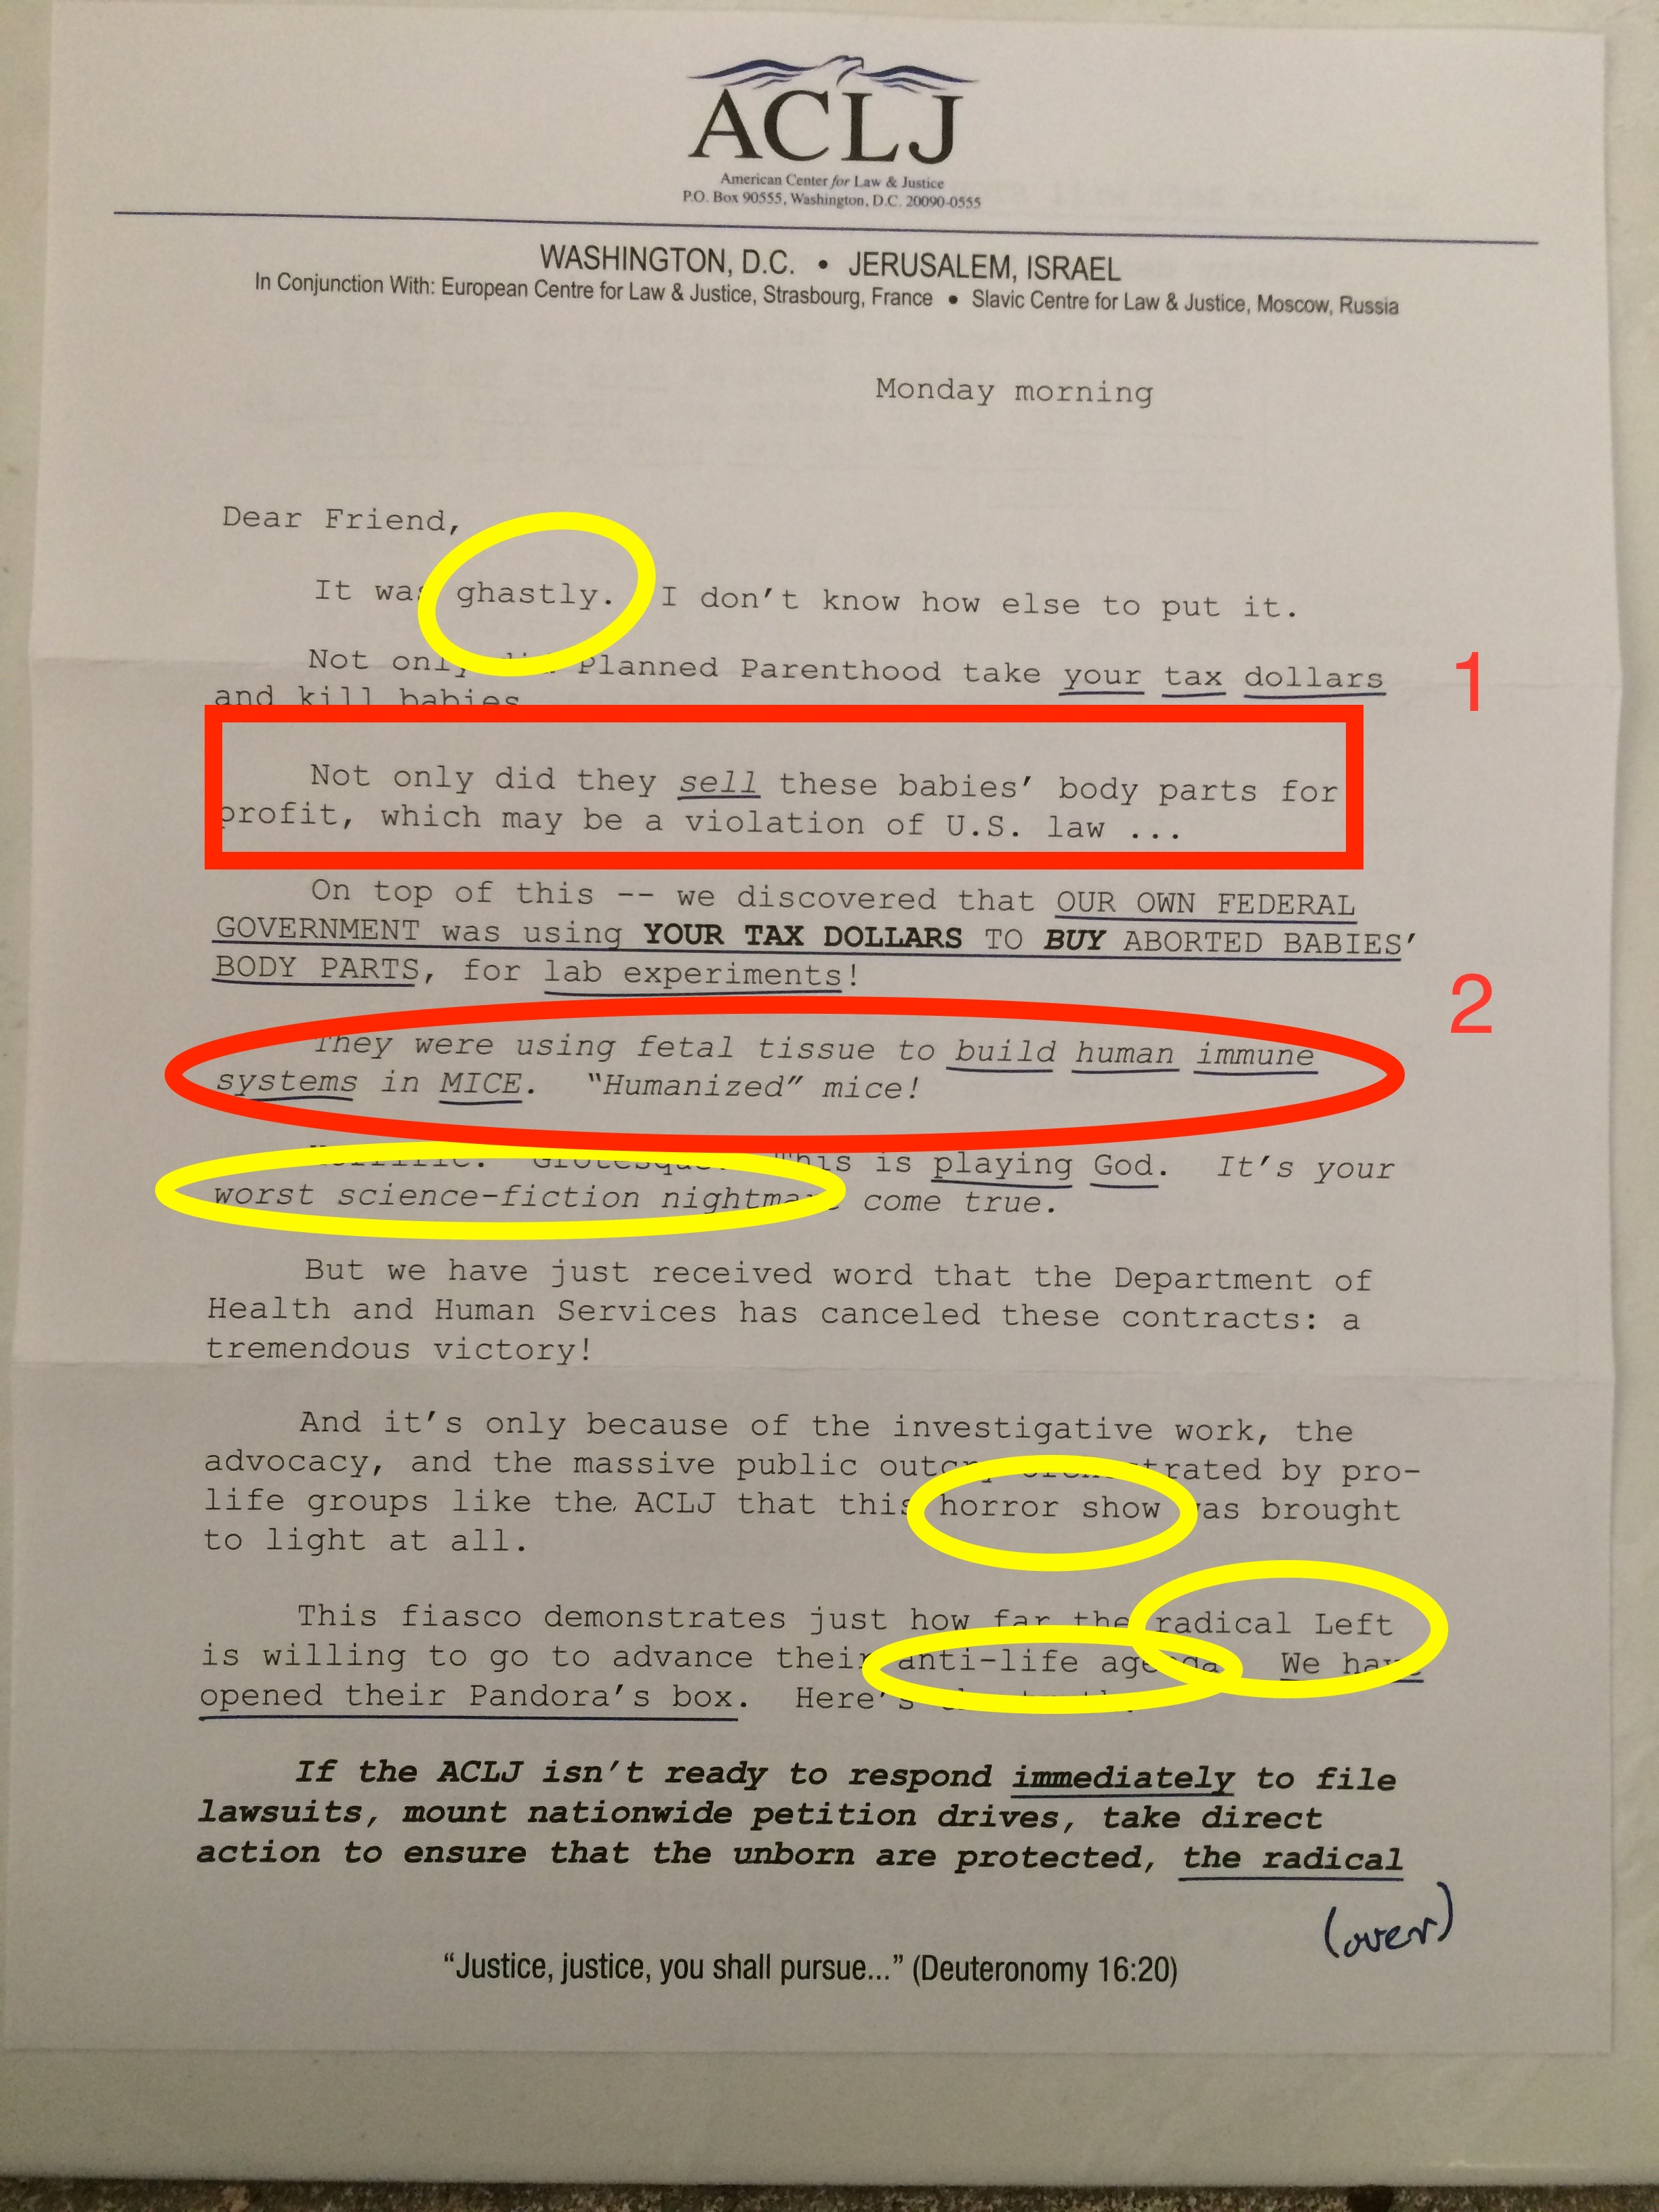 ACLJ
American Center for Law & Justice
P.O. Box 90555, Washington, D.C. 20090-0555
WASHINGTON, D.C. • JERUSALEM, ISRAEL
In Conjunction With: European Centre for Law & Justice, Strasbourg, France • Slavic Centre for Law & Justice, Moscow, Russia
Monday morning
Dear Friend,
It was ghastly. I don't know how else to put it.
Not only did Planned Parenthood take your tax dollars
1
and kill babies
Not only did they sell these babies' body parts for
profit, which may be a violation of U.S. law ...
On top of this -- we discovered that OUR OWN FEDERAL
GOVERNMENT was using YOUR TAX DOLLARS TO BUY ABORTED BABIES'
BODY PARTS, for lab experiments!
2
They were using fetal tissue to build human immune
systems in MICE. "Humanized" mice!
Horrific. Grotesque. This is playing God. It's your
worst science-fiction nightmare come true.
But we have just received word that the Department of
Health and Human Services has canceled these contracts: a
tremendous victory!
And it's only because of the investigative work, the
advocacy, and the massive public outcry orchestrated by pro-
life groups like the ACLJ that this horror show was brought
to light at all.
This fiasco demonstrates just how far the radical Left
is willing to go to advance their anti-life agenda. We have
opened their Pandora's box. Here's
If the ACLJ isn't ready to respond immediately to file
lawsuits, mount nationwide petition drives, take direct
action to ensure that the unborn are protected, the radical
(over)
"Justice, justice, you shall pursue..." (Deuteronomy 16:20)